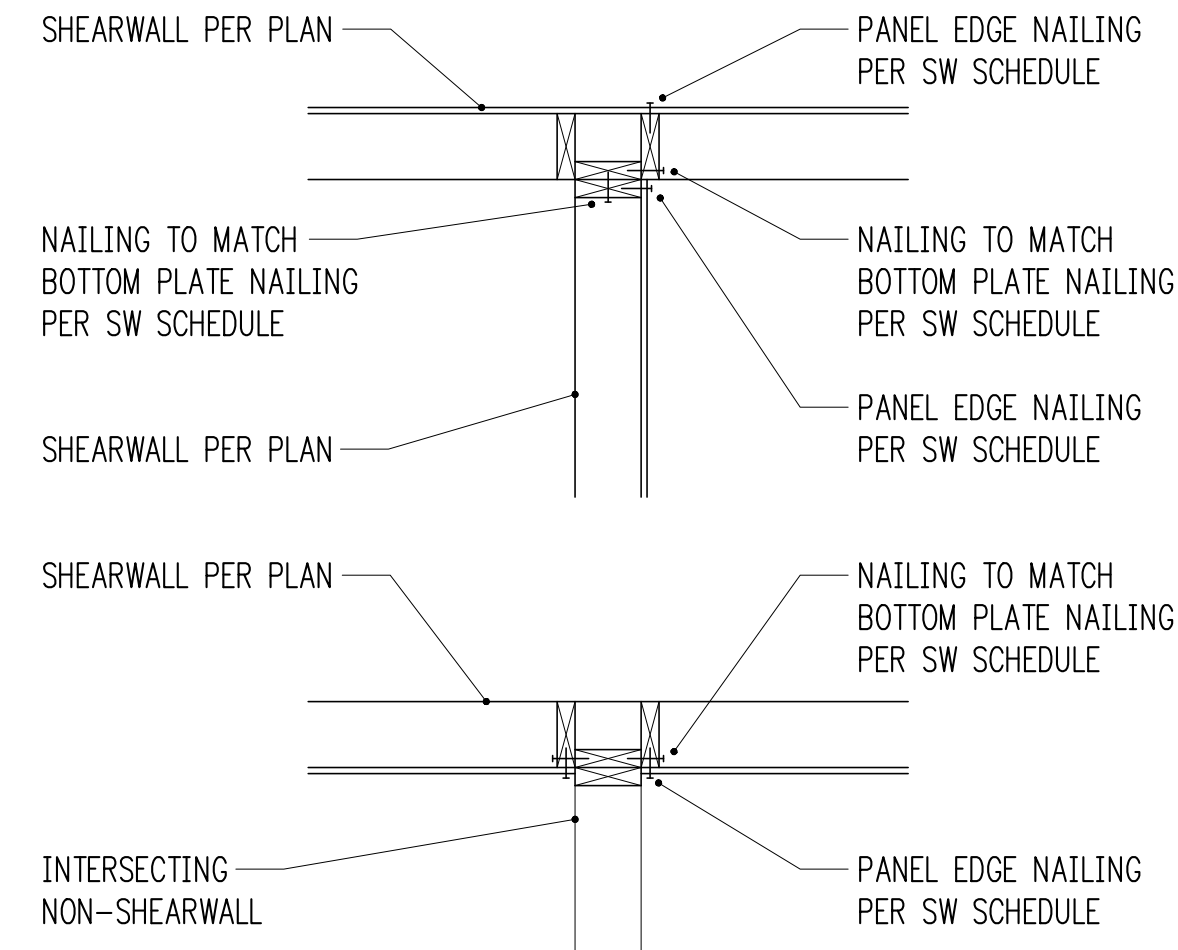 SHEARWALL PER PLAN
PANEL EDGE NAILING
PER SW SCHEDULE
NAILING TO MATCH
BOTTOM PLATE NAILING
PER SW SCHEDULE
NAILING TO MATCH
BOTTOM PLATE NAILING
PER SW SCHEDULE
PANEL EDGE NAILING
PER SW SCHEDULE
SHEARWALL PER PLAN
SHEARWALL PER PLAN
NAILING TO MATCH
BOTTOM PLATE NAILING
PER SW SCHEDULE
INTERSECTING
NON-SHEARWALL
PANEL EDGE NAILING
PER SW SCHEDULE